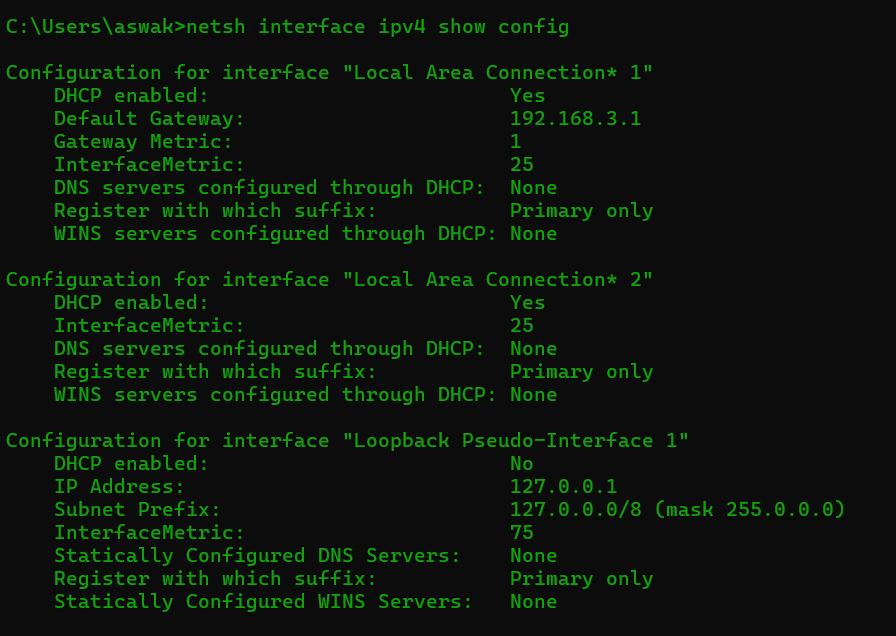 C:\Users\aswak>netsh interface ipv4 show config
Configuration for interface "Local Area Connection* 1"
DHCP enabled: Yes
Default Gateway: 192.168.3.1
Gateway Metric: 1
InterfaceMetric: 25
DNS servers configured through DHCP: None
Register with which suffix: Primary only
WINS servers configured through DHCP: None
Configuration for interface "Local Area Connection* 2"
DHCP enabled: Yes
InterfaceMetric: 25
DNS servers configured through DHCP: None
Register with which suffix: Primary only
WINS servers configured through DHCP: None
Configuration for interface "Loopback Pseudo-Interface 1"
DHCP enabled: No
IP Address: 127.0.0.1
Subnet Prefix: 127.0.0.0/8 (mask 255.0.0.0)
InterfaceMetric: 75
Statically Configured DNS Servers: None
Register with which suffix: Primary only
Statically Configured WINS Servers: None